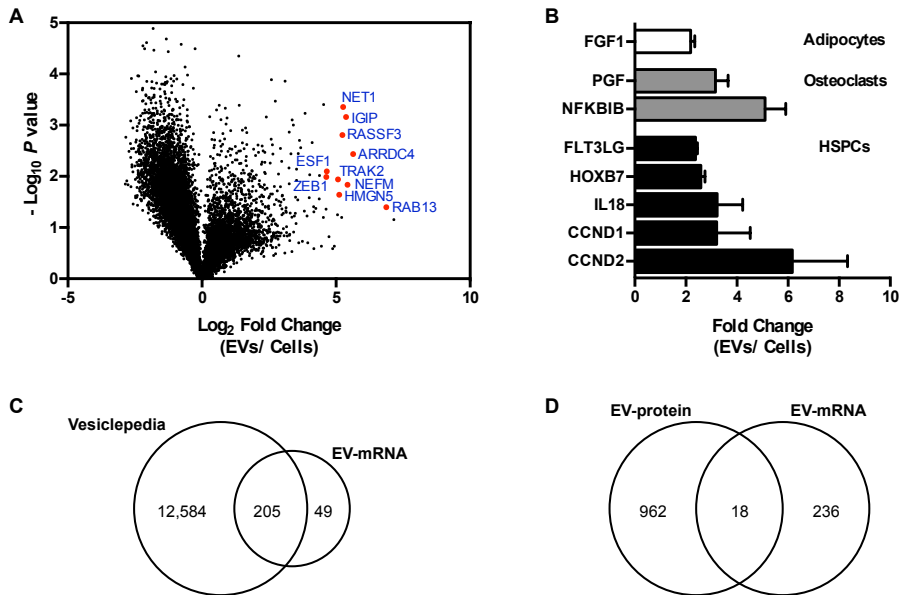 A
5
4
3
2
1
0
- Log10 P value
NET1
IGIP
RASSF3
ARRDC4
ESF1
TRAK2
ZEB1
NEFM
HMGN5
RAB13
-5
0
5
10
Log2 Fold Change
(EVs/ Cells)
B
FGF1
Adipocytes
PGF
Osteoclasts
NFKBIB
FLT3LG
HSPCs
HOXB7
IL18
CCND1
CCND2
0
2
4
6
8
10
Fold Change
(EVs/ Cells)
C
Vesiclepedia
EV-mRNA
12,584
205
49
D
EV-protein
EV-mRNA
962
18
236